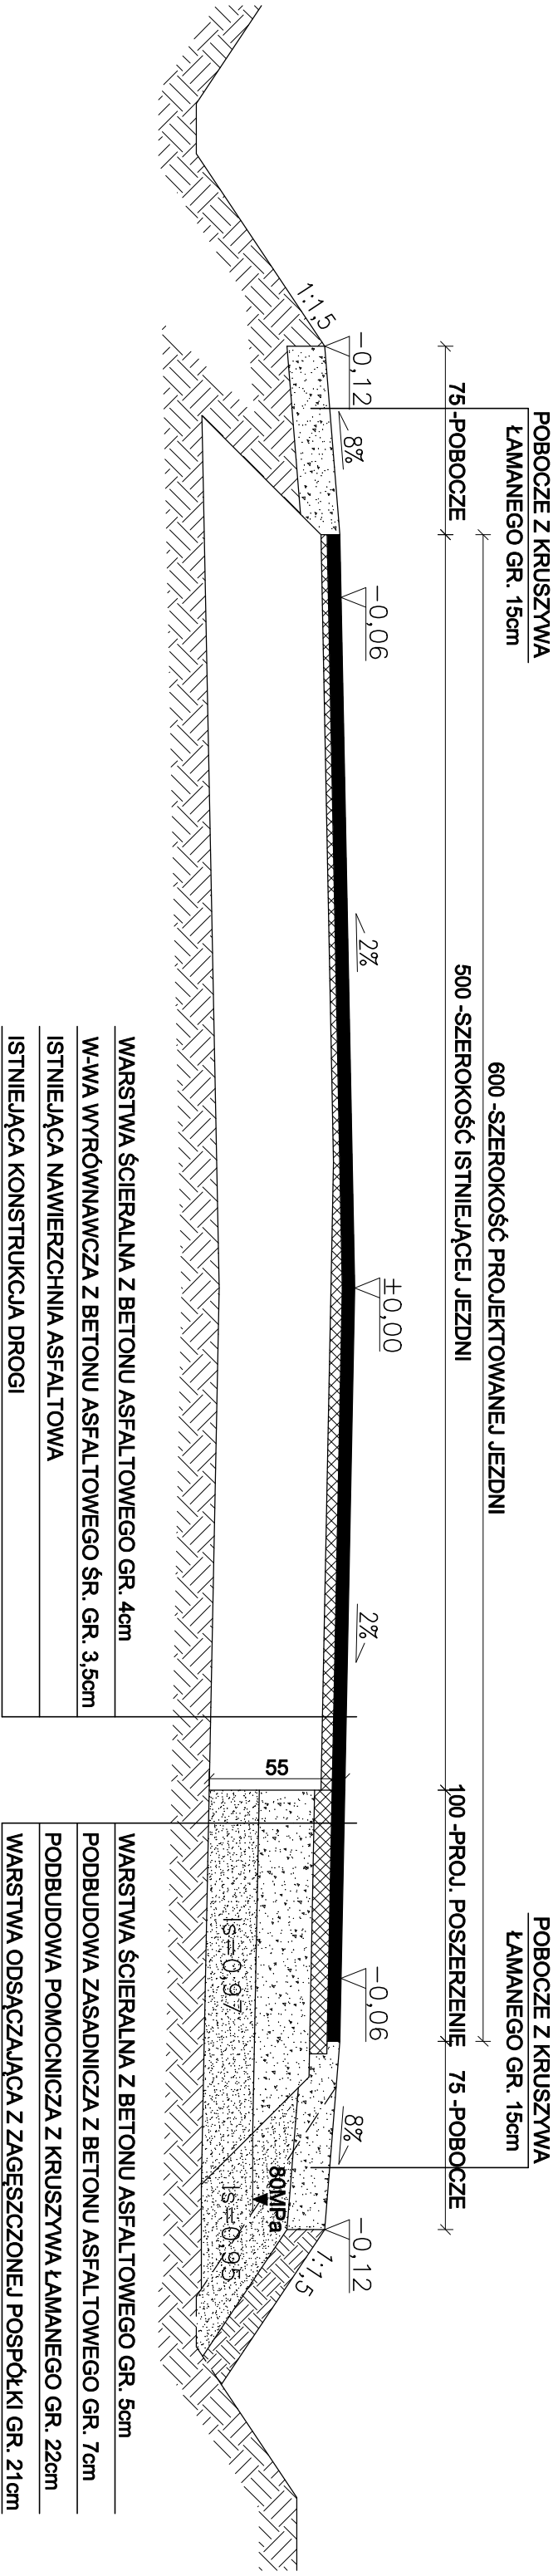 POBOCZE Z KRUSZYWA
ŁAMANEGO GR. 15cm
POBOCZE Z KRUSZYWA
ŁAMANEGO GR. 15cm
600 -SZEROKOŚĆ PROJEKTOWANEJ JEZDNI
75 -POBOCZE
500 -SZEROKOŚĆ ISTNIEJĄCEJ JEZDNI
100 -PROJ. POSZERZENIE
75 -POBOCZE
1:1,5
-0,12
8%
-0,06
2%
±0,00
2%
-0,06
8%
-0,12
1:1,5
55
80MPa
Is=0,97
Is=0,95
WARSTWA ŚCIERALNA Z BETONU ASFALTOWEGO GR. 4cm
W-WA WYRÓWNAWCZA Z BETONU ASFALTOWEGO ŚR. GR. 3,5cm
ISTNIEJĄCA NAWIERZCHNIA ASFALTOWA
ISTNIEJĄCA KONSTRUKCJA DROGI
WARSTWA ŚCIERALNA Z BETONU ASFALTOWEGO GR. 5cm
PODBUDOWA ZASADNICZA Z BETONU ASFALTOWEGO GR. 7cm
PODBUDOWA POMOCNICZA Z KRUSZYWA ŁAMANEGO GR. 22cm
WARSTWA ODSĄCZAJĄCA Z ZAGĘSZCZONEJ POSPÓŁKI GR. 21cm